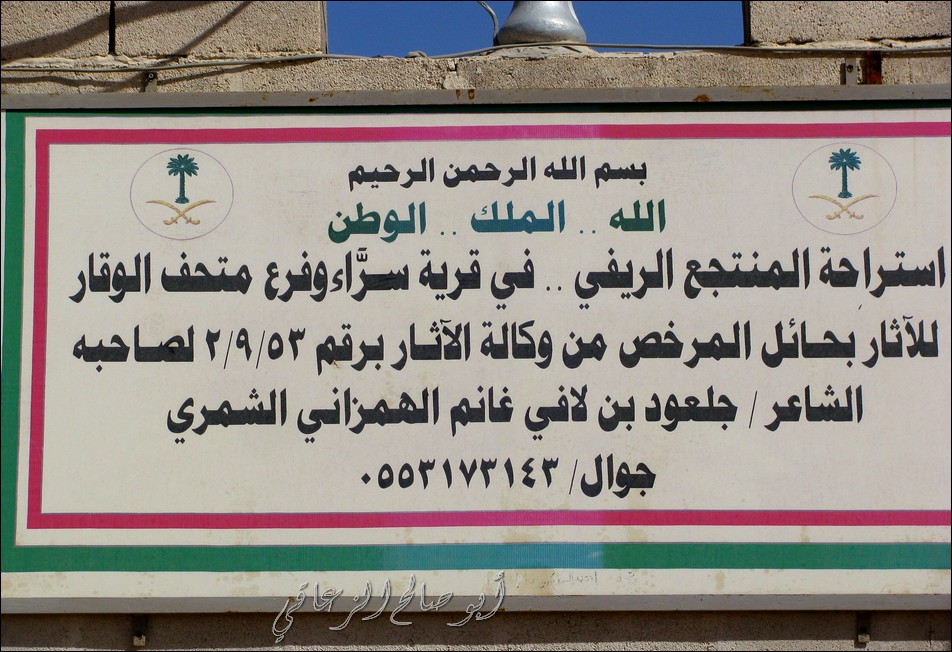 بسم الله الرحمن الرحيم
الله .. الملك .. الوطن
استراحة المنتجع الريفي .. في قرية سرَّاء وفرع متحف الوقار
للآثار بحائل المرخص من وكالة الآثار برقم ٢/٩/٥٣ لصاحبه
الشاعر / جلعود بن لافي غانم الهمزاني الشمري
جوال/ ٠٥٥٣١٧٣١٤٣
أبو صالح الزعاقي